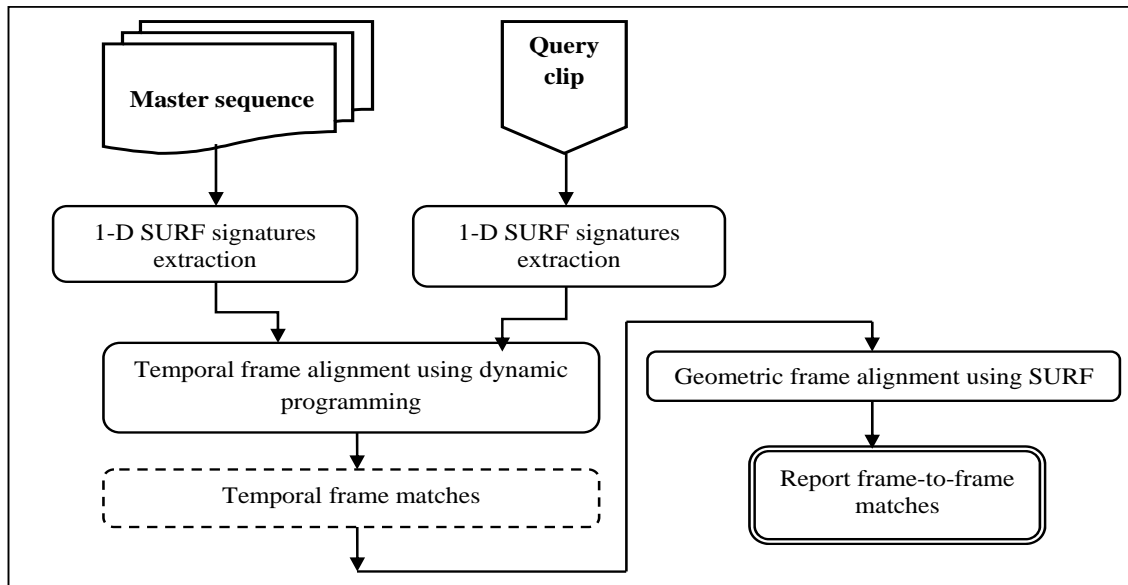 Master sequence
Query
clip
1-D SURF signatures
extraction
1-D SURF signatures
extraction
Temporal frame alignment using dynamic
programming
Temporal frame matches
Geometric frame alignment using SURF
Report frame-to-frame
matches